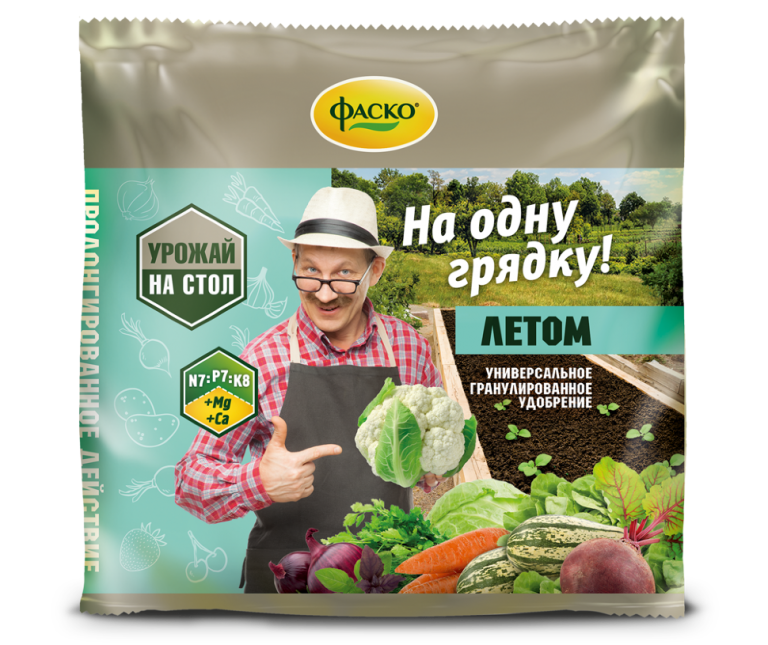 ФАСКО®
На одну
грядку!
УРОЖАЙ
НА СТОЛ
ЛЕТОМ
N7:P7:K8
+Mg
+Ca
УНИВЕРСАЛЬНОЕ
ГРАНУЛИРОВАННОЕ
УДОБРЕНИЕ
ПРОЛОНГИРОВАННОЕ ДЕЙСТВИЕ